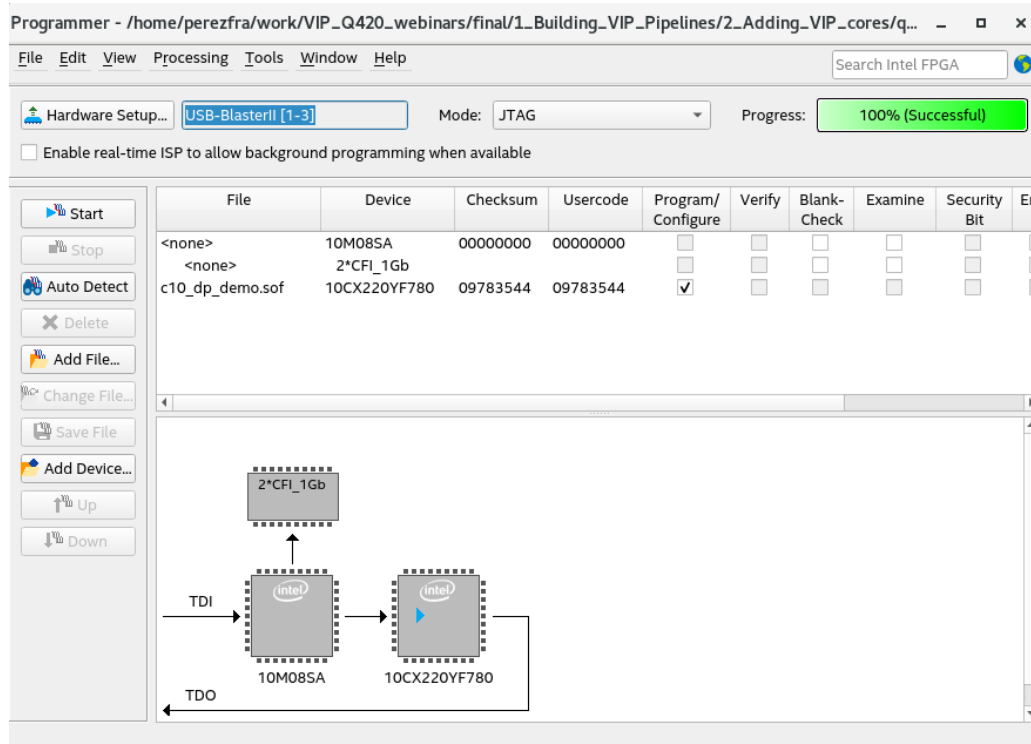 Programmer - /home/perezfra/work/VIP_Q420_webinars/final/1_Building_VIP_Pipelines/2_Adding_VIP_cores/q...
File Edit View Processing Tools Window Help
Search Intel FPGA
Hardware Setup... USB-BlasterII [1-3] Mode: JTAG Progress: 100% (Successful)
Enable real-time ISP to allow background programming when available
Start
Stop
Auto Detect
Delete
Add File...
Change File...
Save File
Add Device...
Up
Down
File Device Checksum Usercode Program/ Verify Blank- Examine Security
Configure Check Bit
<none> 10M08SA 00000000 00000000
<none> 2*CFI_1Gb
c10_dp_demo.sof 10CX220YF780 09783544 09783544
2*CFI_1Gb
intel intel
TDI
10M08SA 10CX220YF780
TDO